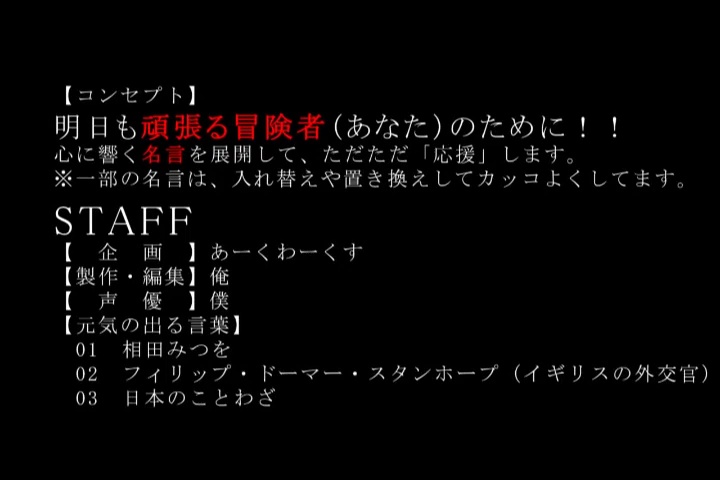 【コンセプト】
明日も頑張る冒険者(あなた)のために！！
心に響く名言を展開して、ただただ「応援」します。
※一部の名言は、入れ替えや置き換えしてカッコよくしてます。
STAFF
【　企　画　】あーくわーくす
【製作・編集】俺
【　声　優　】僕
【元気の出る言葉】
01　相田みつを
02　フィリップ・ドーマー・スタンホープ (イギリスの外交官)
03　日本のことわざ